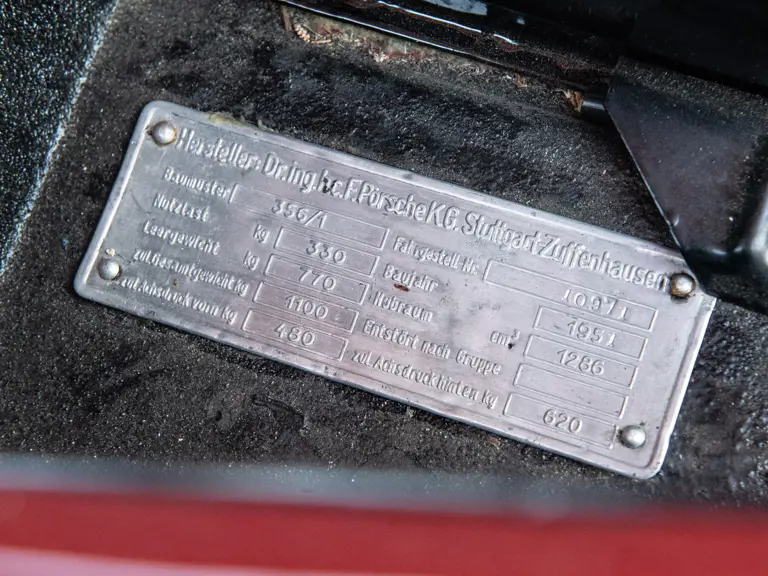 Hersteller: Dr.ing.h.c.F.Porsche K.G. Stuttgart-Zuffenhausen
Baumuster 356/1 Fahrgestell Nr. 10371
Nutzlast kg 330 Baujahr 1951
Leergewicht kg 770 Hubraum cm³ 1286
zul.Gesamtgewicht kg 1100 Entstört nach Gruppe
zul.Achsdruck vorn kg 480 zul.Achsdruck hinten kg 620